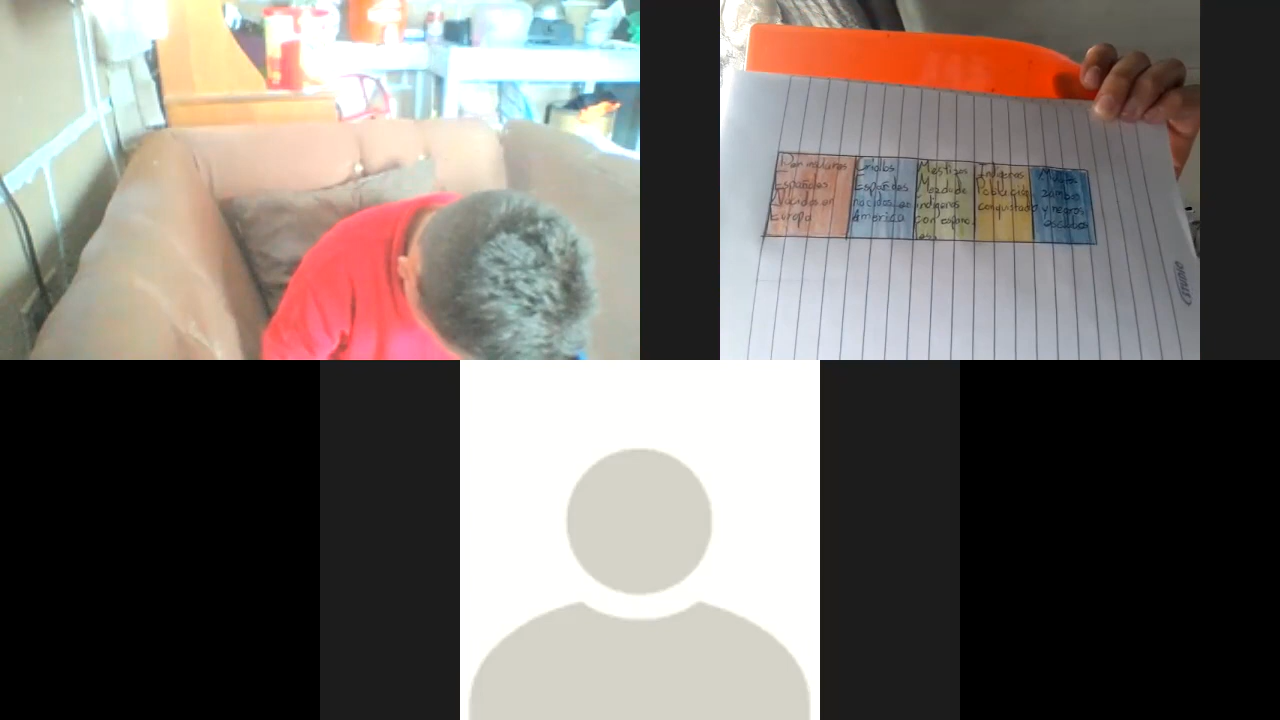 Peninsulares
Españoles
Nacidos en
Europa
Criollos
Españoles
nacidos en
América
Mestizos
Mezcla de
indígenas
con españo
les
Indígenas
Población
conquistada
Mulatos
zambos
y negros
esclavos